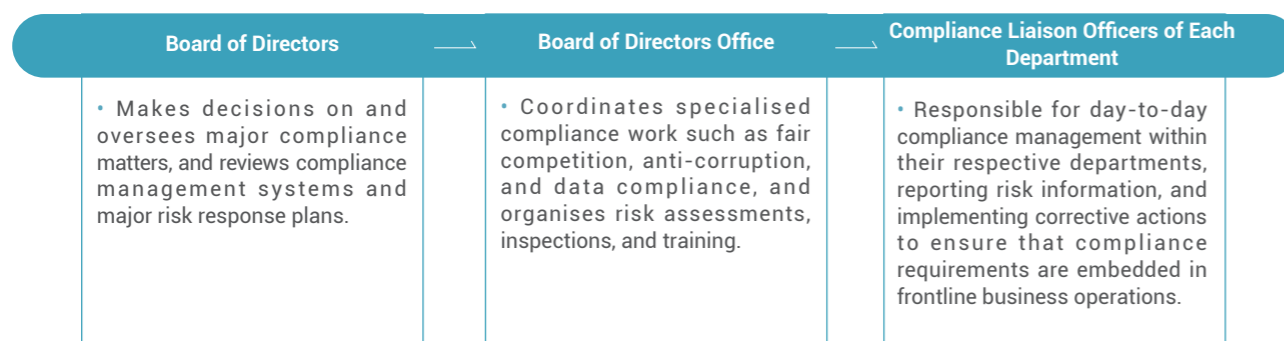 Board of Directors
Board of Directors Office
Compliance Liaison Officers of Each
Department
• Makes decisions on and
oversees major compliance
matters, and reviews compliance
management systems and
major risk response plans.
• Coordinates specialised
compliance work such as fair
competition, anti-corruption,
and data compliance, and
organises risk assessments,
inspections, and training.
• Responsible for day-to-day
compliance management within
their respective departments,
reporting risk information, and
implementing corrective actions
to ensure that compliance
requirements are embedded in
frontline business operations.